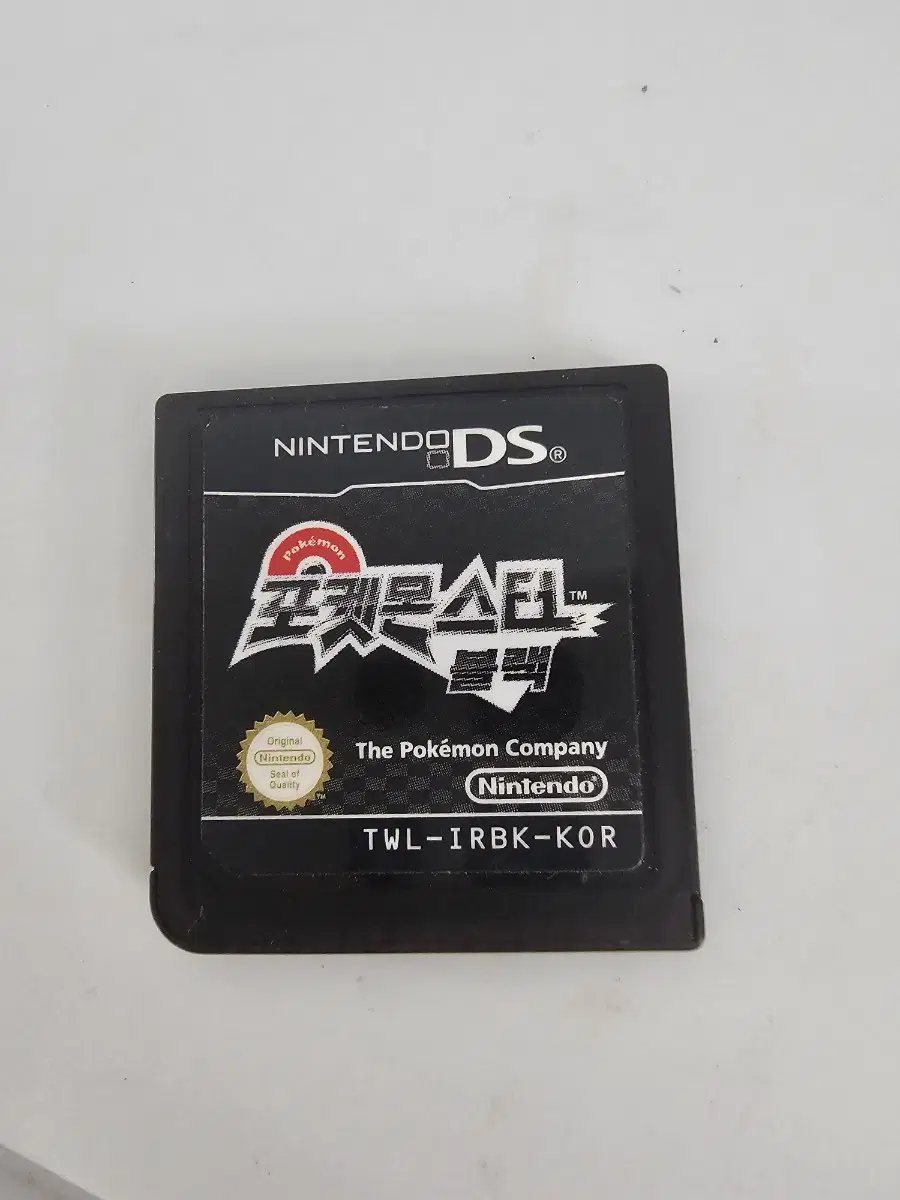 NINTENDO DS®
Pokémon
포켓몬스터™
블랙
Original
Nintendo
Seal of
Quality
TM
The Pokémon Company
Nintendo®
TWL-IRBK-KOR